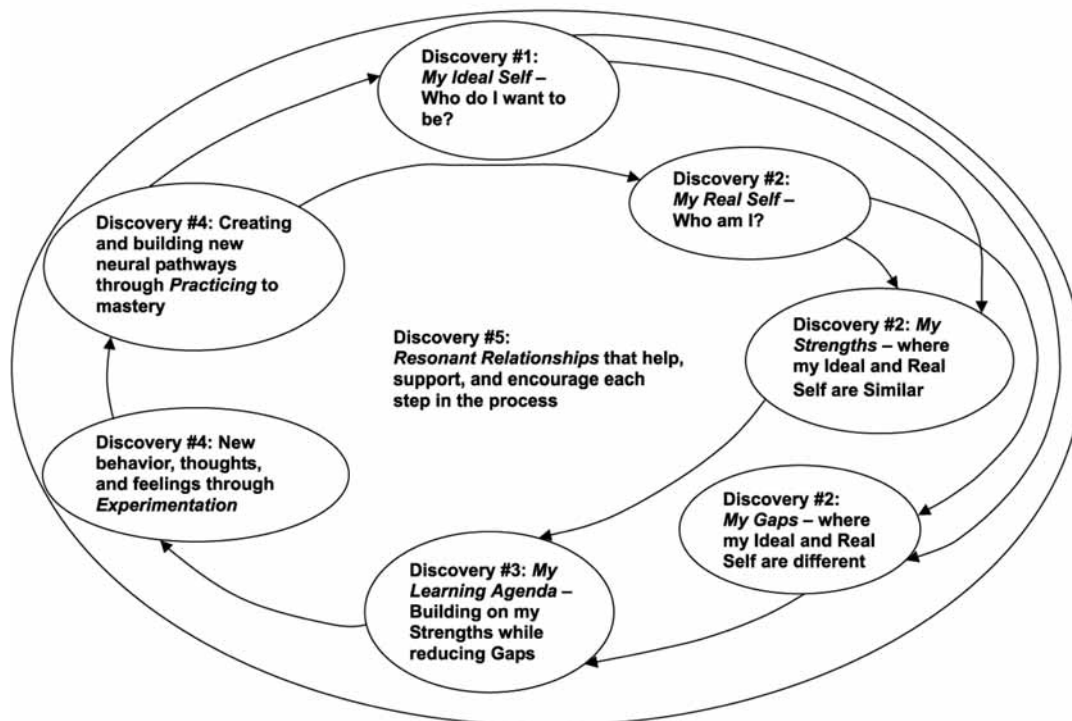 Discovery #1:
My Ideal Self –
Who do I want to
be?
Discovery #2:
My Real Self –
Who am I?
Discovery #4: Creating
and building new
neural pathways
through Practicing to
mastery
Discovery #2: My
Strengths – where
my Ideal and Real
Self are Similar
Discovery #5:
Resonant Relationships that help,
support, and encourage each
step in the process
Discovery #4: New
behavior, thoughts,
and feelings through
Experimentation
Discovery #2:
My Gaps – where
my Ideal and Real
Self are different
Discovery #3: My
Learning Agenda –
Building on my
Strengths while
reducing Gaps